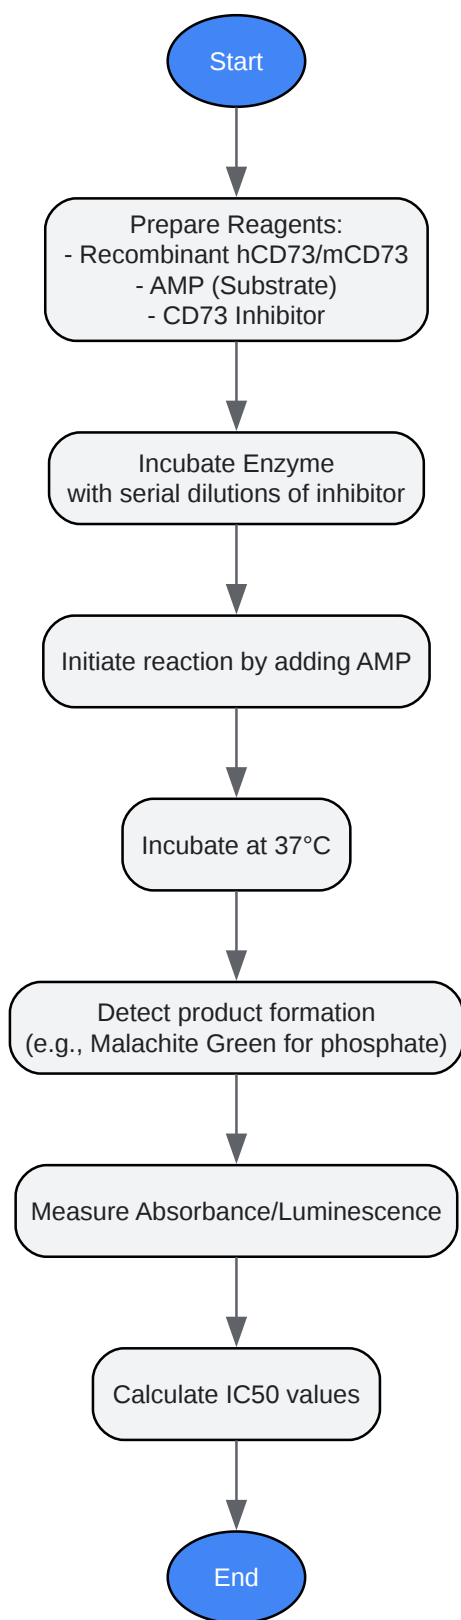 Start
Prepare Reagents:
- Recombinant hCD73/mCD73
- AMP (Substrate)
- CD73 Inhibitor
Incubate Enzyme
with serial dilutions of inhibitor
Initiate reaction by adding AMP
Incubate at 37°C
Detect product formation
(e.g., Malachite Green for phosphate)
Measure Absorbance/Luminescence
Calculate IC50 values
End